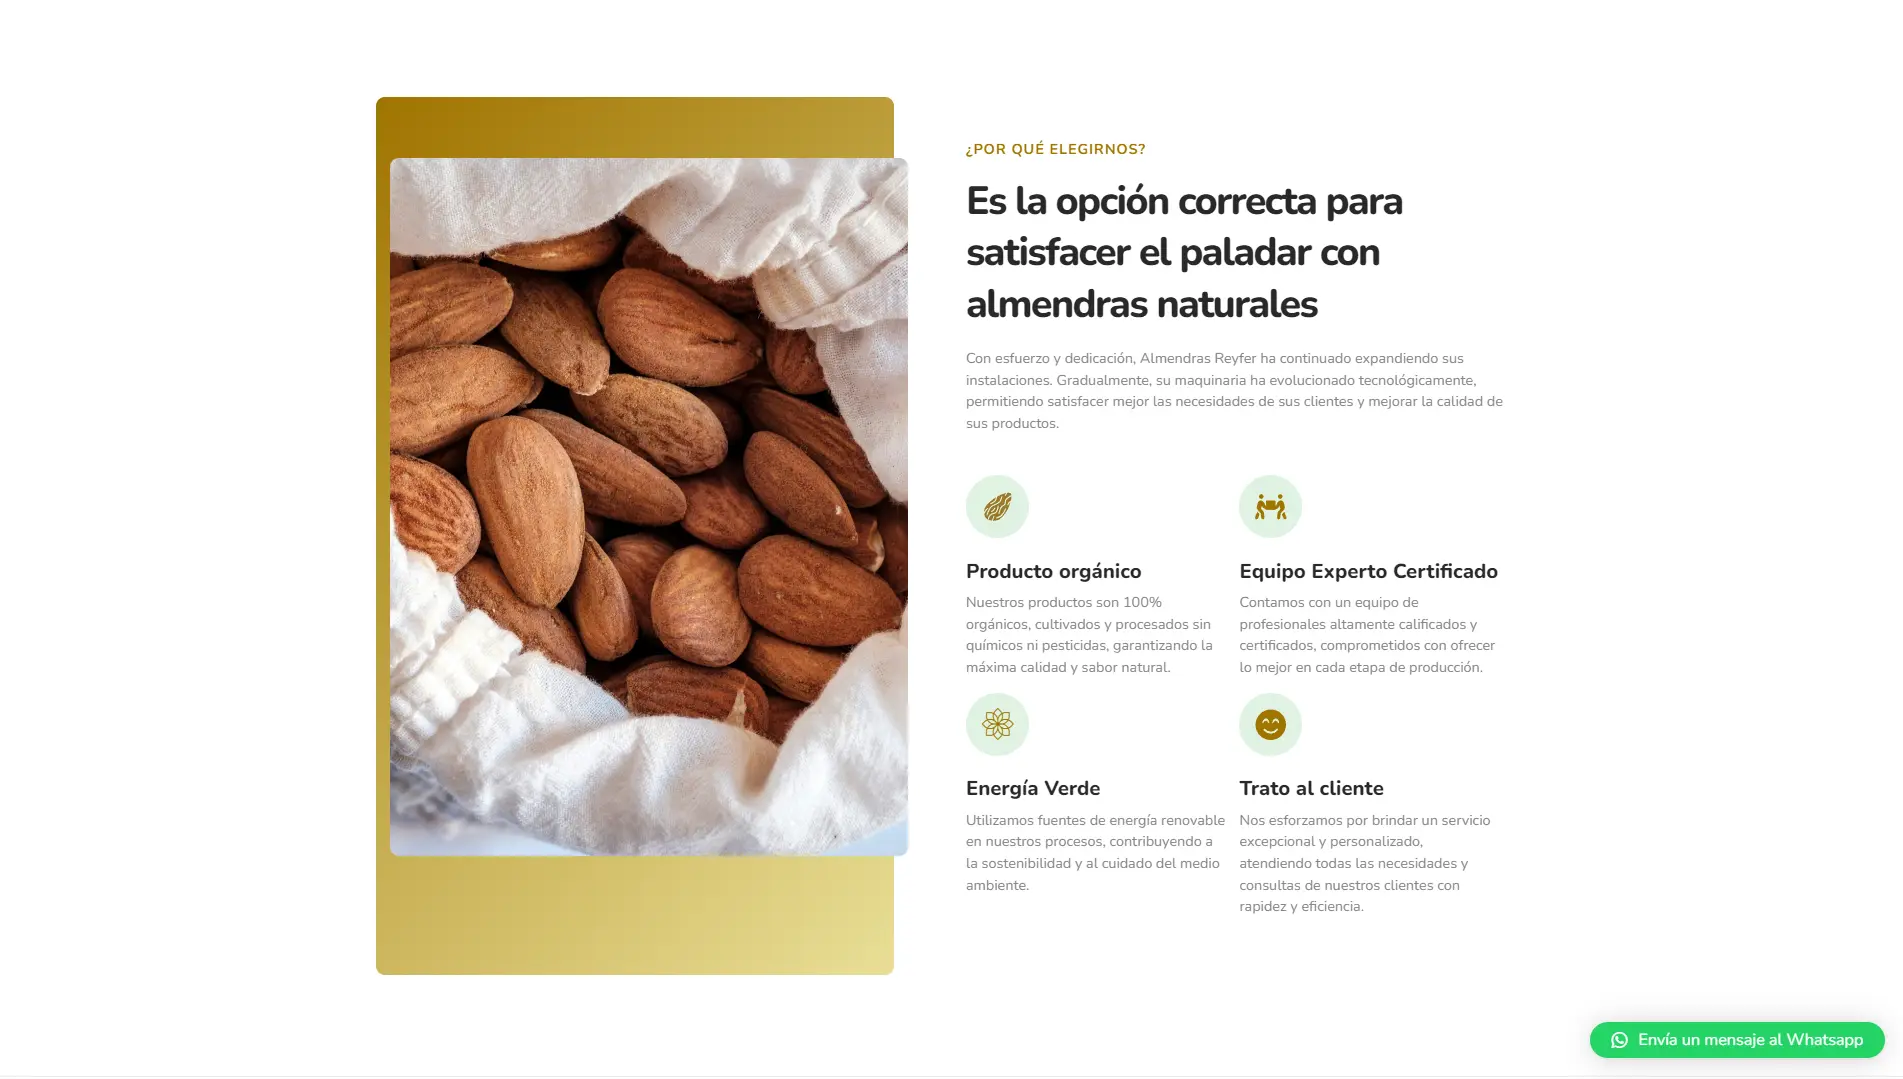 ¿POR QUÉ ELEGIRNOS?
Es la opción correcta para
satisfacer el paladar con
almendras naturales
Con esfuerzo y dedicación, Almendras Reyfer ha continuado expandiendo sus
instalaciones. Gradualmente, su maquinaria ha evolucionado tecnológicamente,
permitiendo satisfacer mejor las necesidades de sus clientes y mejorar la calidad de
sus productos.
Producto orgánico
Nuestros productos son 100%
orgánicos, cultivados y procesados sin
químicos ni pesticidas, garantizando la
máxima calidad y sabor natural.
Equipo Experto Certificado
Contamos con un equipo de
profesionales altamente calificados y
certificados, comprometidos con ofrecer
lo mejor en cada etapa de producción.
Energía Verde
Utilizamos fuentes de energía renovable
en nuestros procesos, contribuyendo a
la sostenibilidad y al cuidado del medio
ambiente.
Trato al cliente
Nos esforzamos por brindar un servicio
excepcional y personalizado,
atendiendo todas las necesidades y
consultas de nuestros clientes con
rapidez y eficiencia.
Envía un mensaje al Whatsapp